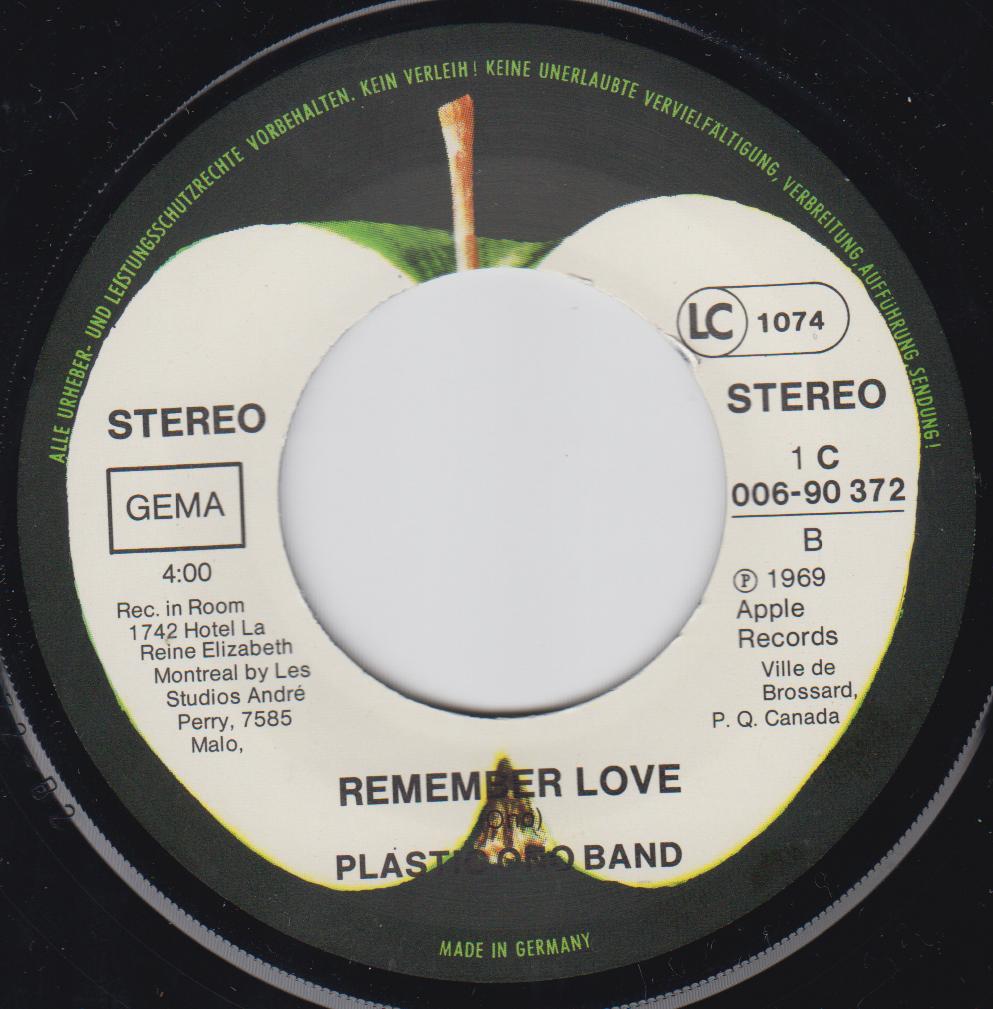 ALLE URHEBER- UND LEISTUNGSSCHUTZRECHTE VORBEHALTEN. KEIN VERLEIH! KEINE UNERLAUBTE VERVIELFÄLTIGUNG, VERBREITUNG, AUFFÜHRUNG, SENDUNG!
LC 1074
STEREO
GEMA
4:00
Rec. in Room
1742 Hotel La
Reine Elizabeth
Montreal by Les
Studios André
Perry, 7585
Malo,
STEREO
1 C
006-90 372
B
Ⓟ 1969
Apple
Records
Ville de
Brossard,
P. Q. Canada
REMEMBER LOVE
(Ono)
PLASTIC ONO BAND
MADE IN GERMANY